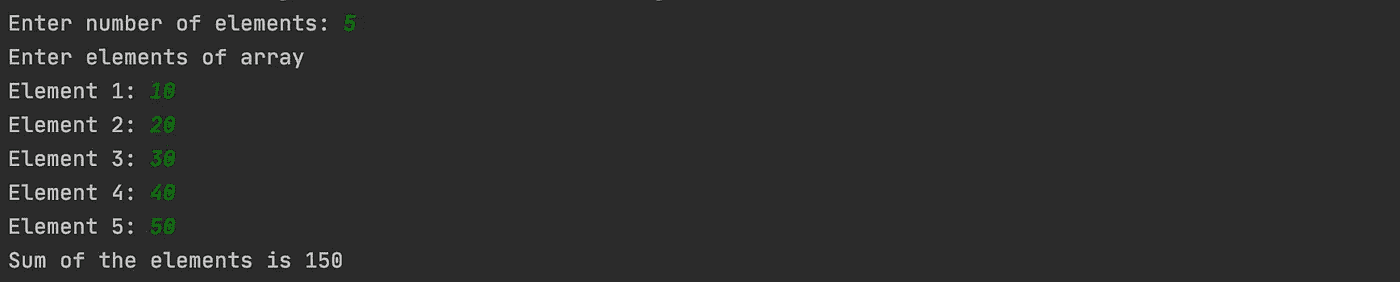 Enter number of elements: 5
Enter elements of array
Element 1: 10
Element 2: 20
Element 3: 30
Element 4: 40
Element 5: 50
Sum of the elements is 150